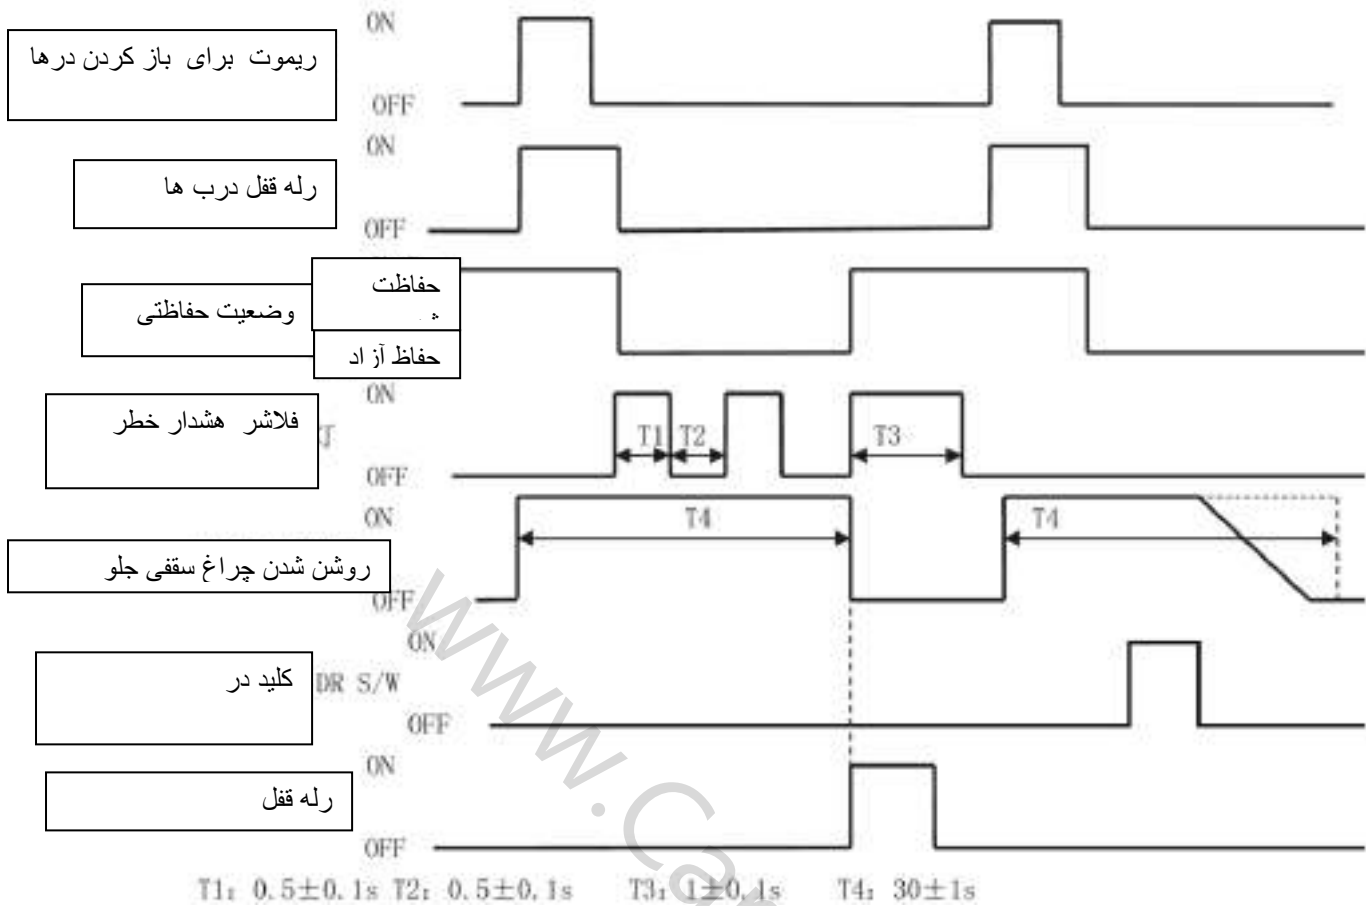 ON
ریموت برای باز کردن درها
OFF
ON
رله قفل درب ها
OFF
حفاظت
وضعیت حفاظتی
حفاظ آزاد
ON
فلاشر هشدار خطر
T1 T2 T3
OFF
ON
T4 T4
روشن شدن چراغ سقفی جلو
OFF
ON
کلید در
DR S/W
OFF
ON
رله قفل
OFF
T1: 0.5±0.1s T2: 0.5±0.1s T3: 1±0.1s T4: 30±1s
www.Car